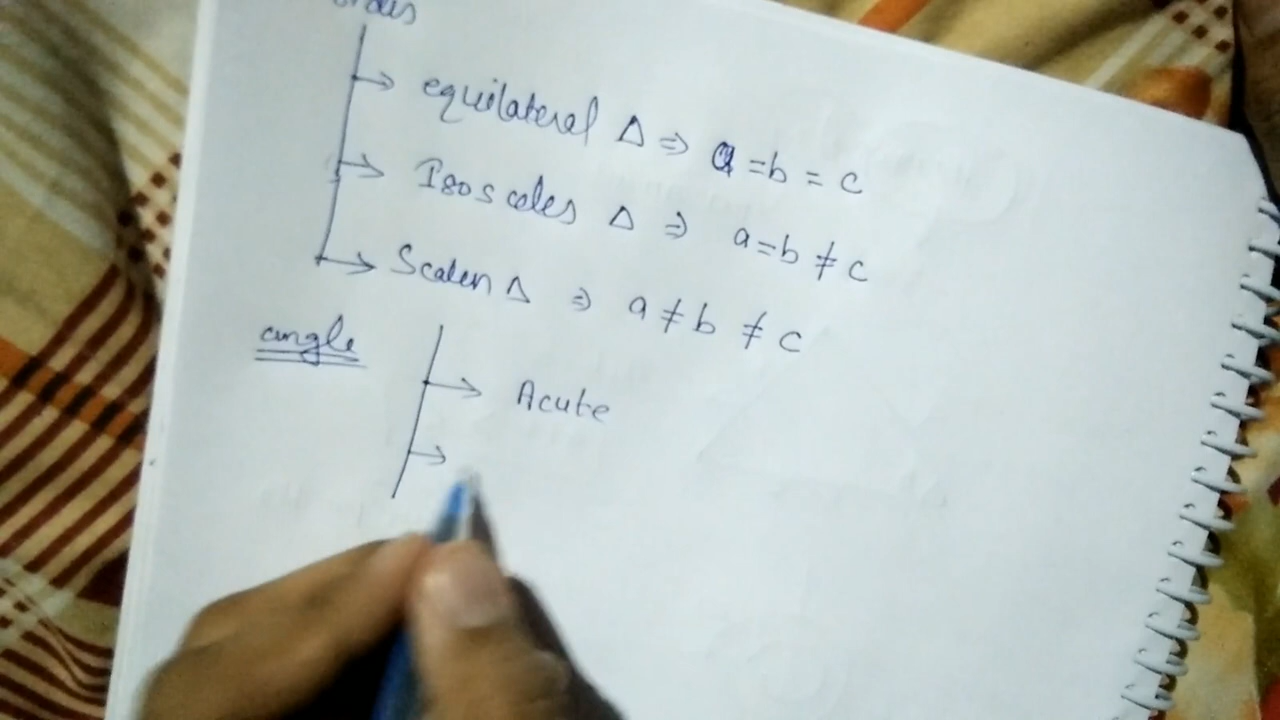 equilateral Δ ⇒ a = b = c
Isosceles Δ ⇒ a = b ≠ c
Scalen Δ ⇒ a ≠ b ≠ c
angle
Acute